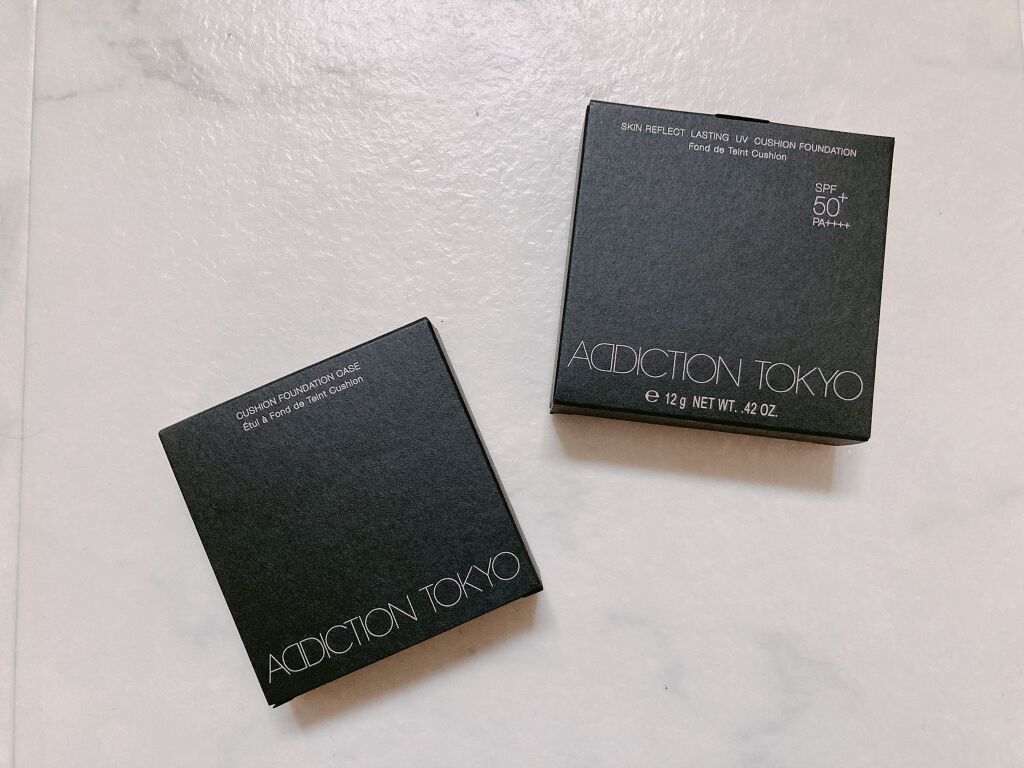 SKIN REFLECT LASTING UV CUSHION FOUNDATION
Fond de Teint Cushion
SPF
50+
PA++++
ADDICTION TOKYO
e 12 g NET WT. .42 OZ.
CUSHION FOUNDATION CASE
Étui à Fond de Teint Cushion
ADDICTION TOKYO